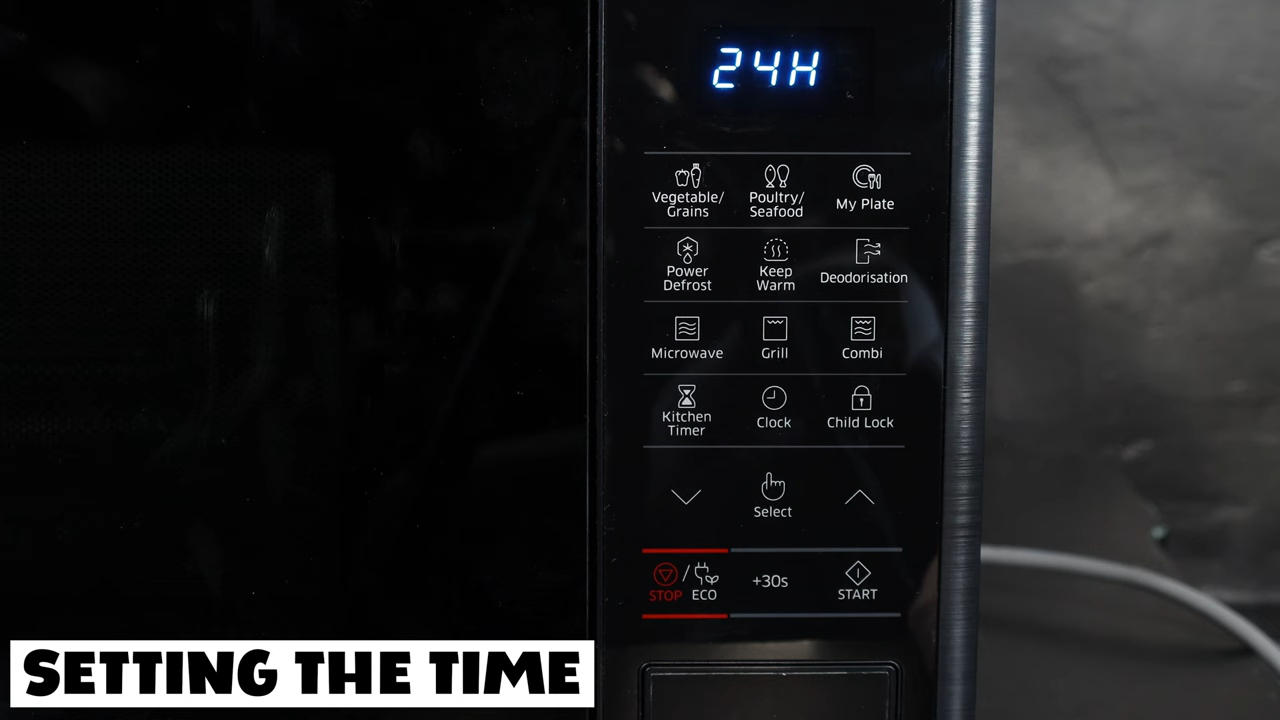 24H
Vegetable/
Grains
Poultry/
Seafood
My Plate
Power
Defrost
Keep
Warm
Deodorisation
Microwave
Grill
Combi
Kitchen
Timer
Clock
Child Lock
Select
STOP / ECO
+30s
START
SETTING THE TIME